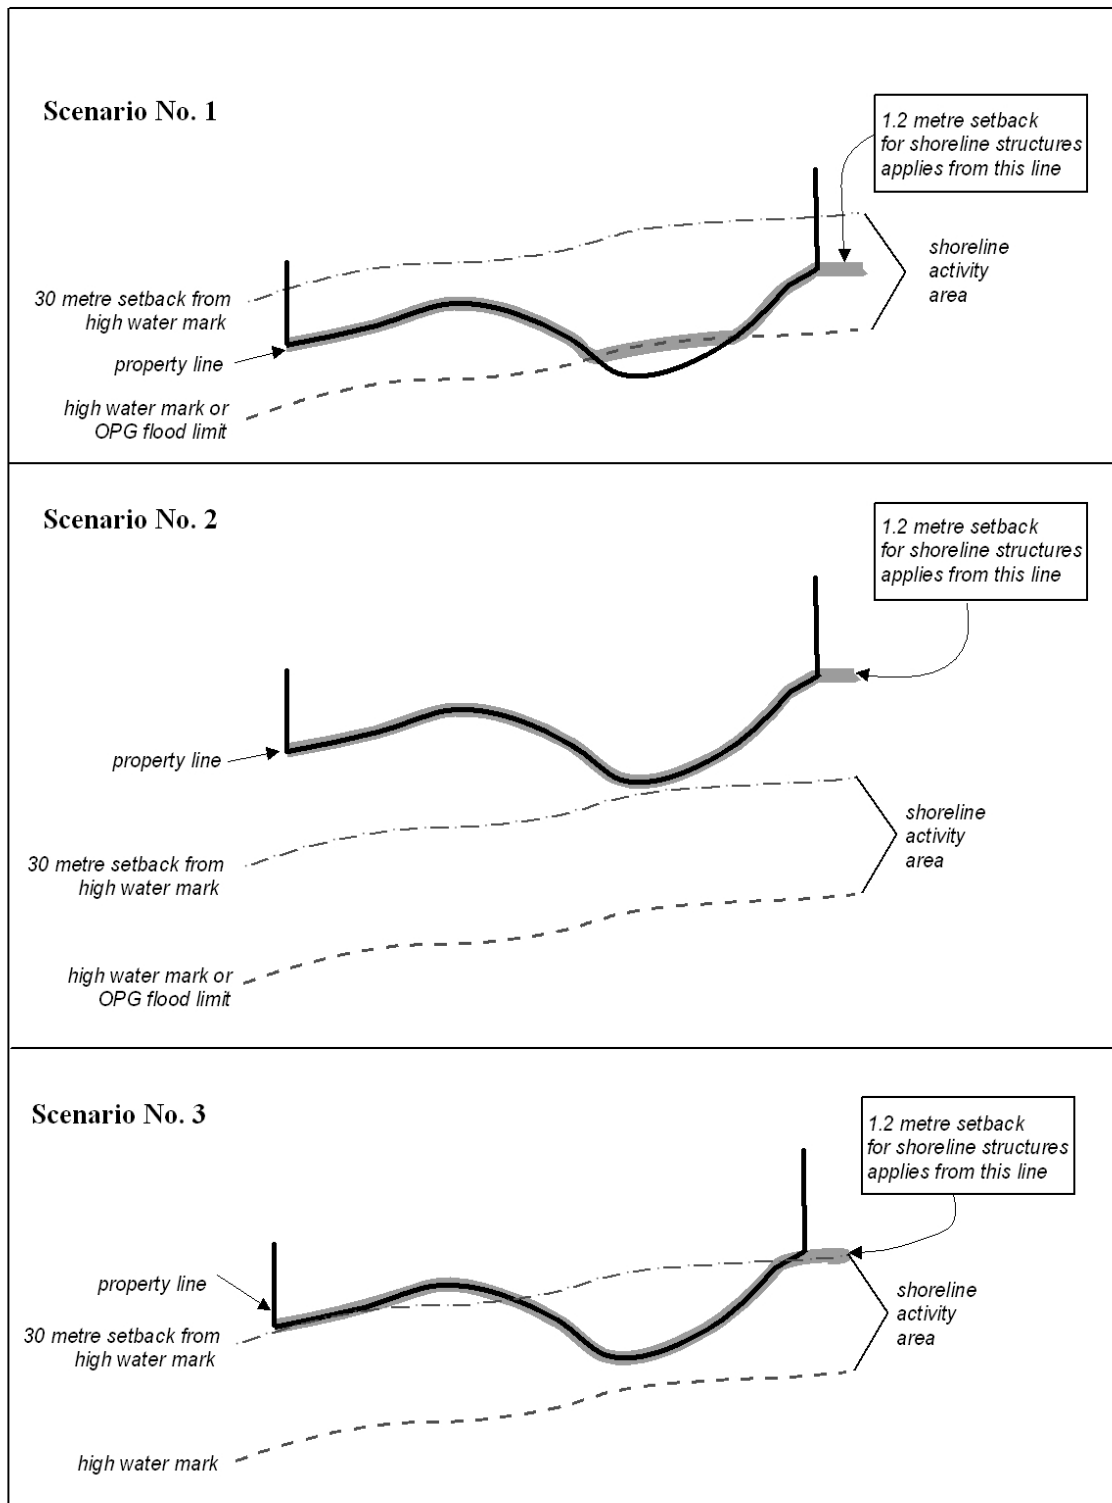 Scenario No. 1
1.2 metre setback
for shoreline structures
applies from this line
shoreline
activity
area
30 metre setback from
high water mark
property line
high water mark or
OPG flood limit
Scenario No. 2
1.2 metre setback
for shoreline structures
applies from this line
property line
shoreline
activity
area
30 metre setback from
high water mark
high water mark or
OPG flood limit
Scenario No. 3
1.2 metre setback
for shoreline structures
applies from this line
property line
shoreline
activity
area
30 metre setback from
high water mark
high water mark